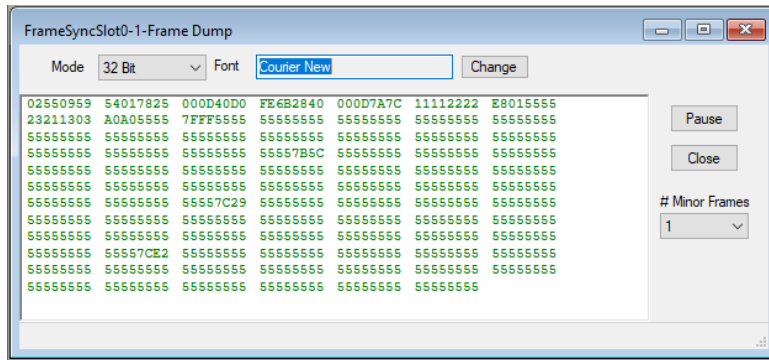 FrameSyncSlot0-1-Frame Dump
Mode 32 Bit Font Courier New Change
02550959 54017825 000D40D0 FE6B2840 000D7A7C 11112222 E8015555
23211303 A0A05555 7FFF5555 55555555 55555555 55555555 55555555
55555555 55555555 55555555 55555555 55555555 55555555 55555555
55555555 55555555 55555555 55557B5C 55555555 55555555 55555555
55555555 55555555 55555555 55555555 55555555 55555555 55555555
55555555 55555555 55555555 55555555 55555555 55555555 55555555
55555555 55555555 55557C29 55555555 55555555 55555555 55555555
55555555 55555555 55555555 55555555 55555555 55555555 55555555
55555555 55555555 55555555 55555555 55555555 55555555 55555555
55555555 55557CE2 55555555 55555555 55555555 55555555 55555555
55555555 55555555 55555555 55555555 55555555 55555555 55555555
55555555 55555555 55555555 55555555 55555555 55555555
Pause
Close
# Minor Frames
1